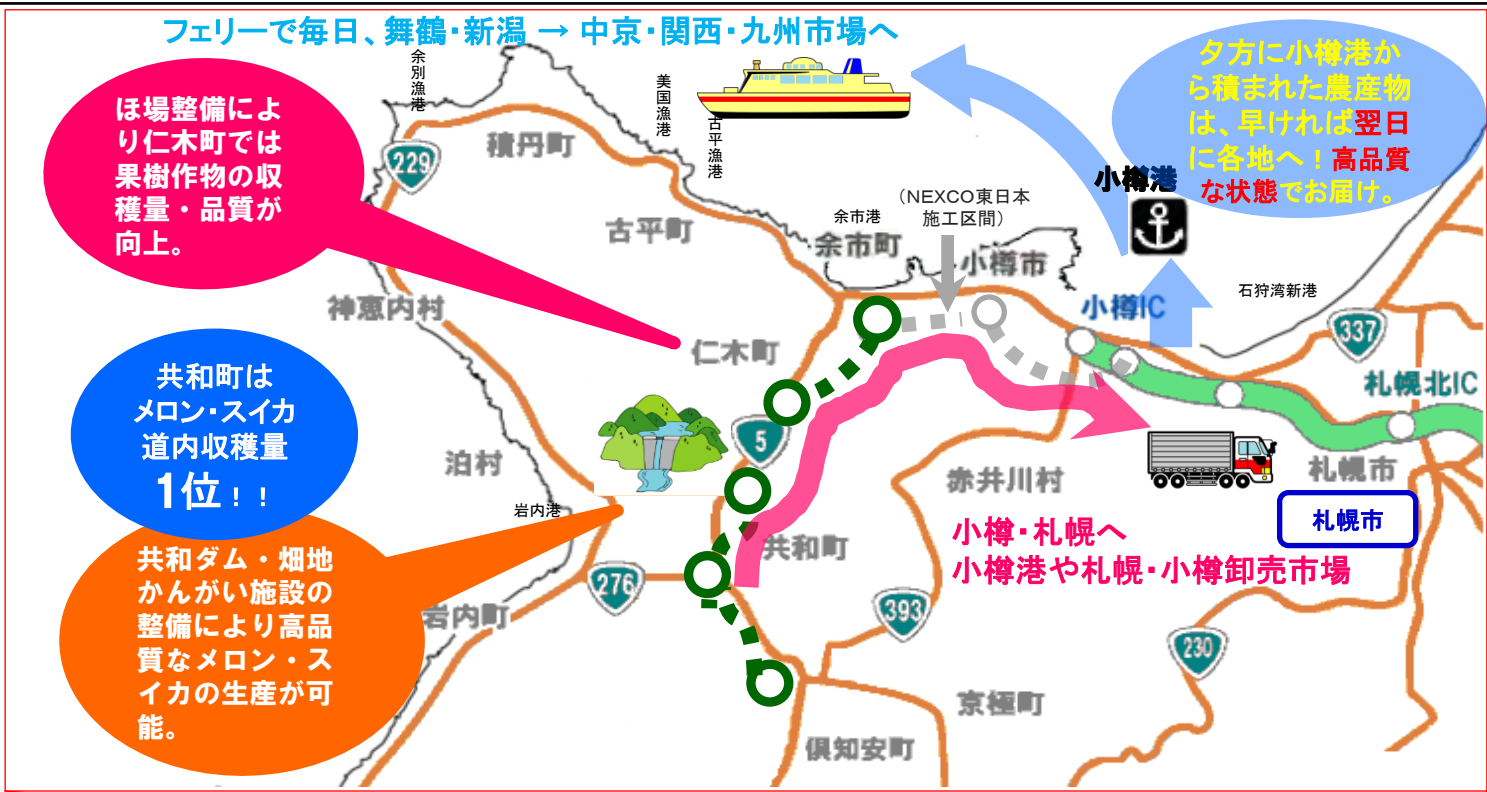 フェリーで毎日、舞鶴・新潟 → 中京・関西・九州市場へ
夕方に小樽港か
ら積まれた農産物
は、早ければ翌日
に各地へ！高品質
な状態でお届け。
ほ場整備によ
り仁木町では
果樹作物の収
穫量・品質が
向上。
余別漁港
美国漁港
古平漁港
積丹町
229
小樽港
（NEXCO東日本
施工区間）
余市港
余市町
古平町
小樽市
石狩湾新港
神恵内村
小樽IC
337
仁木町
札幌北IC
共和町は
メロン・スイカ
道内収穫量
1位！！
5
泊村
赤井川村
札幌市
岩内港
札幌市
小樽・札幌へ
小樽港や札幌・小樽卸売市場
共和町
共和ダム・畑地
かんがい施設の
整備により高品
質なメロン・ス
イカの生産が可
能。
276
岩内町
393
230
京極町
倶知安町